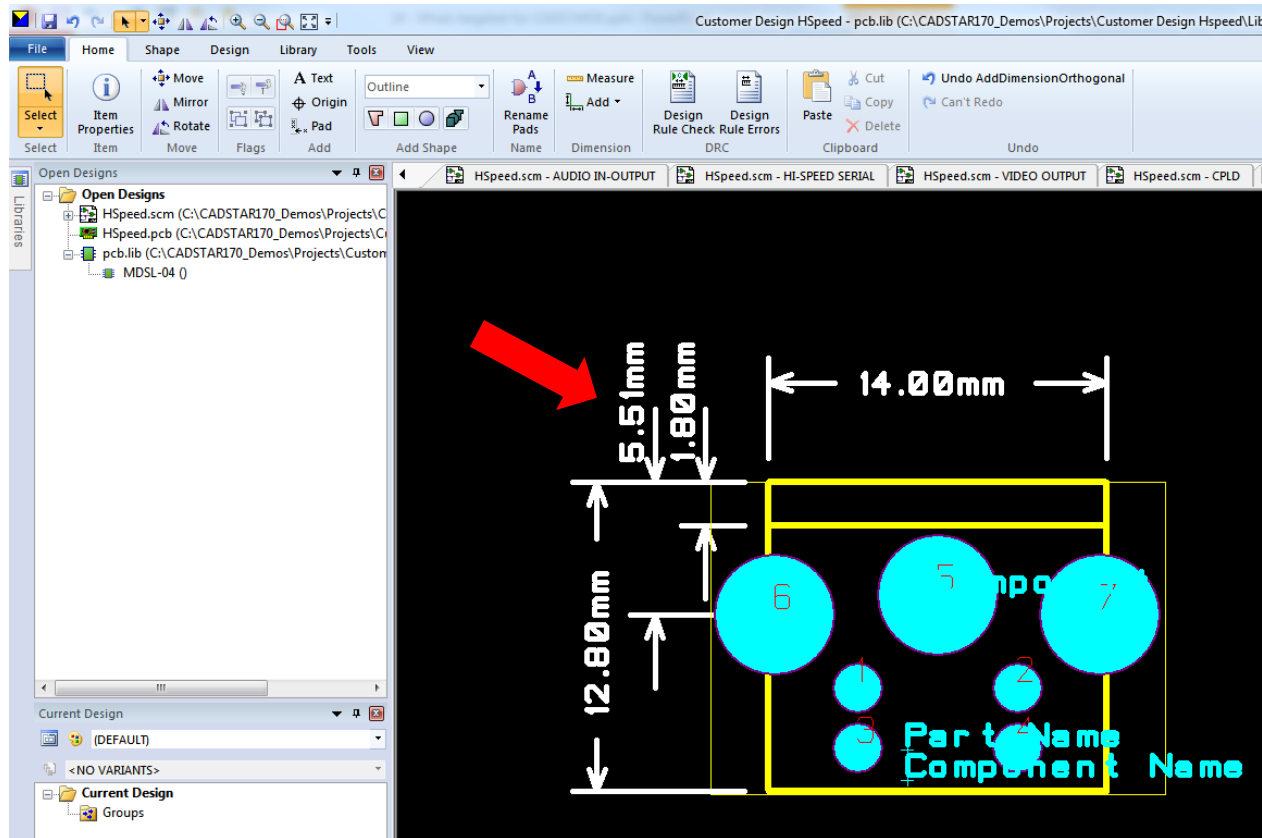 Customer Design HSpeed - pcb.lib (C:\CADSTAR170_Demos\Projects\Customer Design Hspeed\Lib
File Home Shape Design Library Tools View
Select
Item Properties
Move
Mirror
Rotate
A Text
Origin
Pad
Outline
Rename Pads
A
B
Measure
Add
Design Rule Check
Design Rule Errors
Paste
Cut
Copy
Delete
Undo AddDimensionOrthogonal
Can't Redo
Select Item Move Flags Add Add Shape Name Dimension DRC Clipboard Undo
Libraries
Open Designs
HSpeed.scm - AUDIO IN-OUTPUT
HSpeed.scm - HI-SPEED SERIAL
HSpeed.scm - VIDEO OUTPUT
HSpeed.scm - CPLD
Open Designs
HSpeed.scm (C:\CADSTAR170_Demos\Projects\C
HSpeed.pcb (C:\CADSTAR170_Demos\Projects\Cu
pcb.lib (C:\CADSTAR170_Demos\Projects\Custom
MDSL-04 ()
5.51mm
1.80mm
14.00mm
12.80mm
6
5
7
1
2
3
4
Part Name
Component Name
Current Design
(DEFAULT)
<NO VARIANTS>
Current Design
Groups